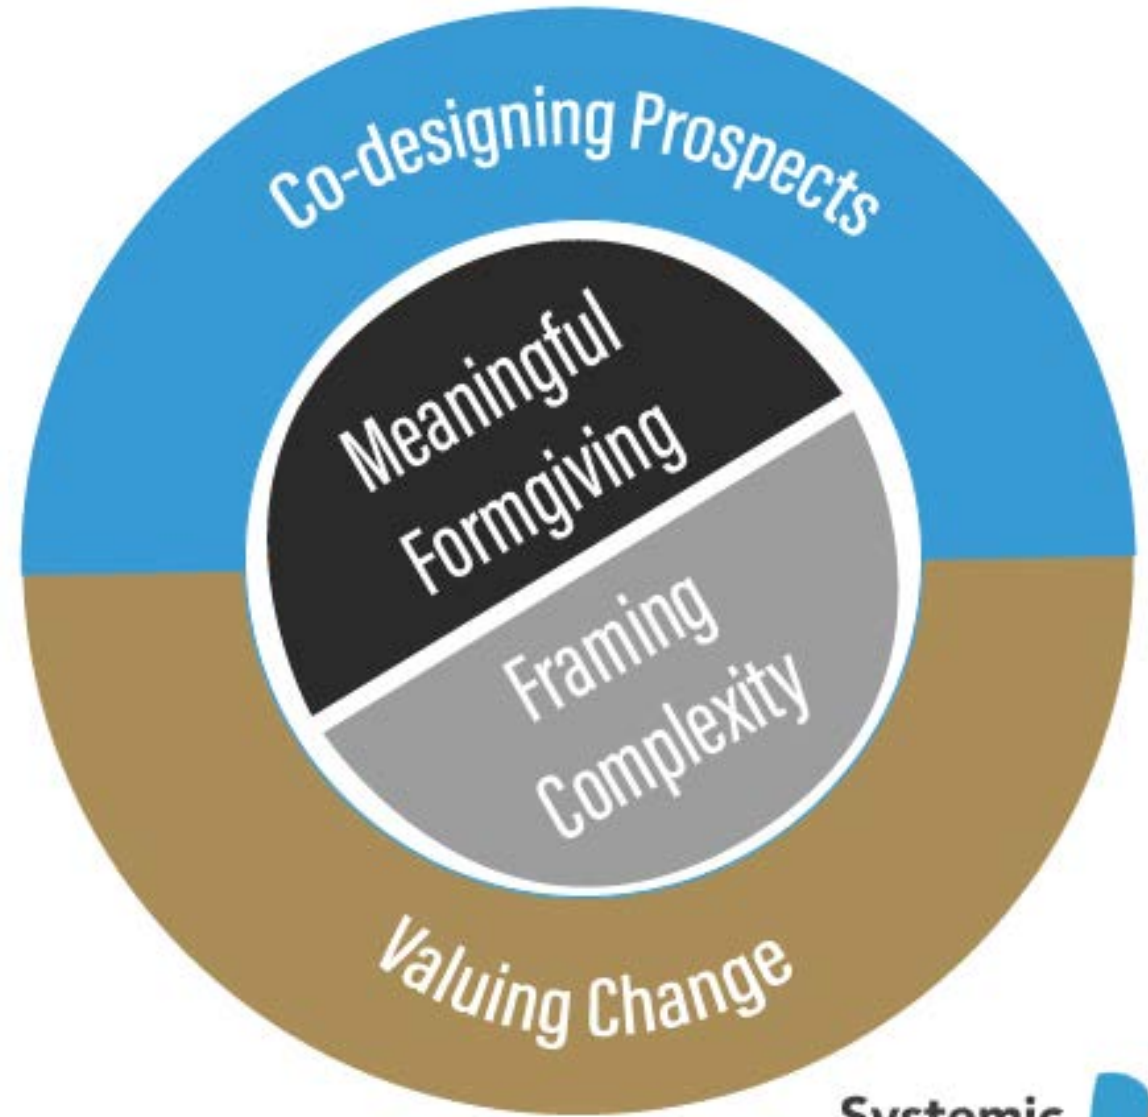 Co-designing Prospects
Meaningful
Formgiving
Framing
Complexity
Valuing Change
Systemic